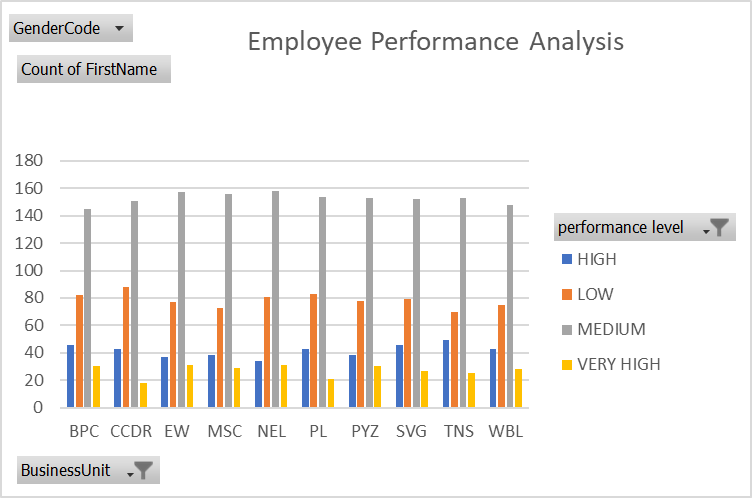 GenderCode
Employee Performance Analysis
Count of FirstName
180
160
140
120
100
80
60
40
20
0
BPC CCDR EW MSC NEL PL PYZ SVG TNS WBL
performance level
HIGH
LOW
MEDIUM
VERY HIGH
BusinessUnit